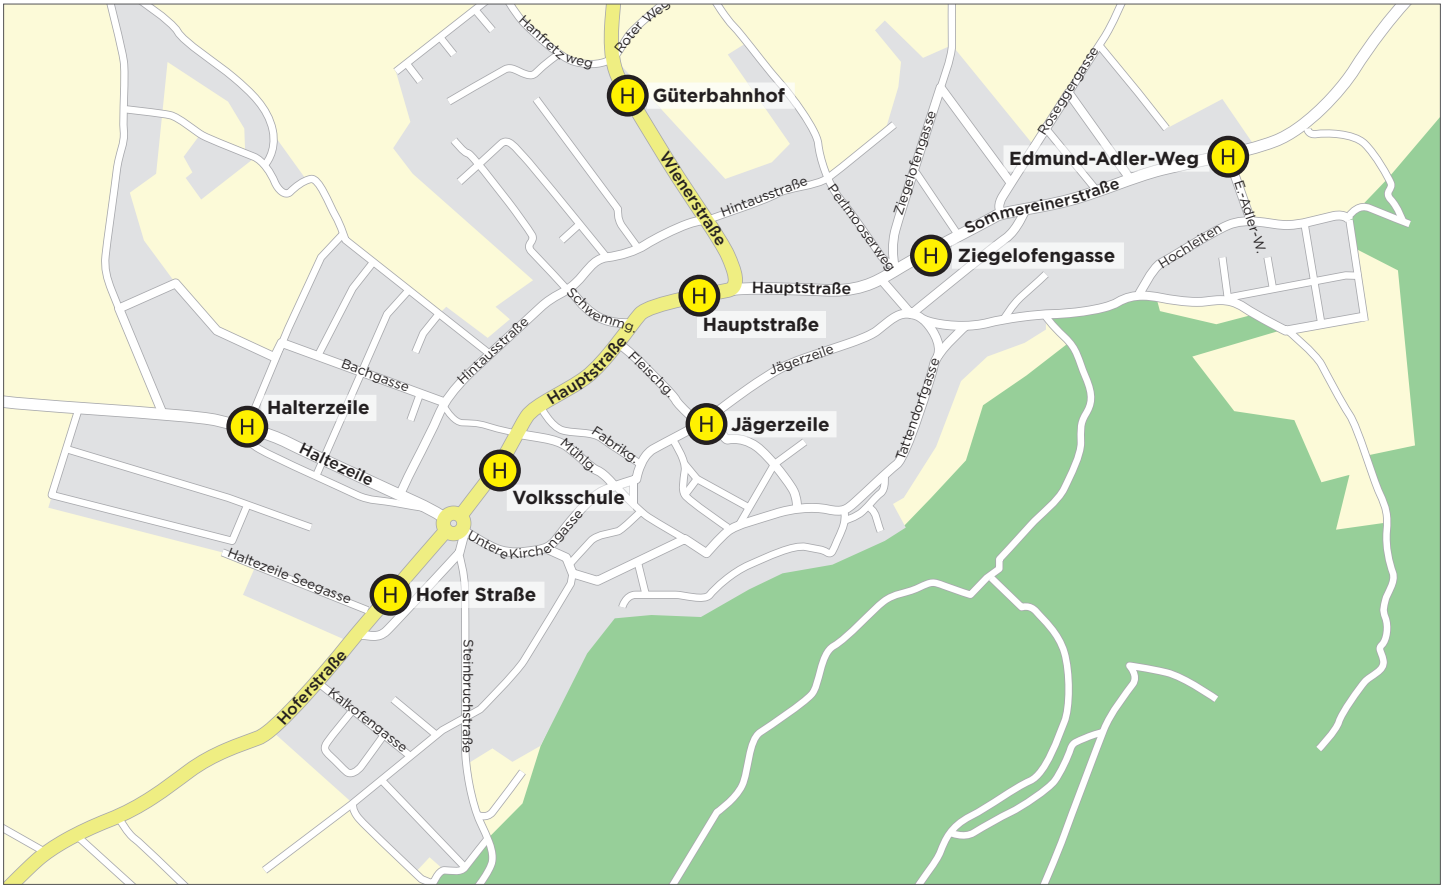 Hanfretzweg
Roter Weg
H Güterbahnhof
Roseggergasse
Ziegelofengasse
Wienerstraße
Edmund-Adler-Weg H
Hintausstraße
Perlmooserweg
Sommereinerstraße
E.-Adler-W.
Hochleiten
H Ziegelofengasse
H
Hauptstraße
Hauptstraße
Schwemmg.
Hintausstraße
Hauptstraße
Fleischg.
Jägerzeile
Bachgasse
Tattendorfgasse
H Halterzeile
H Jägerzeile
Fabrikg.
Mühlg.
Haltezeile
H
Volksschule
Untere Kirchengasse
Haltezeile Seegasse
H Hofer Straße
Steinbruchstraße
Hoferstraße
Kalkofengasse